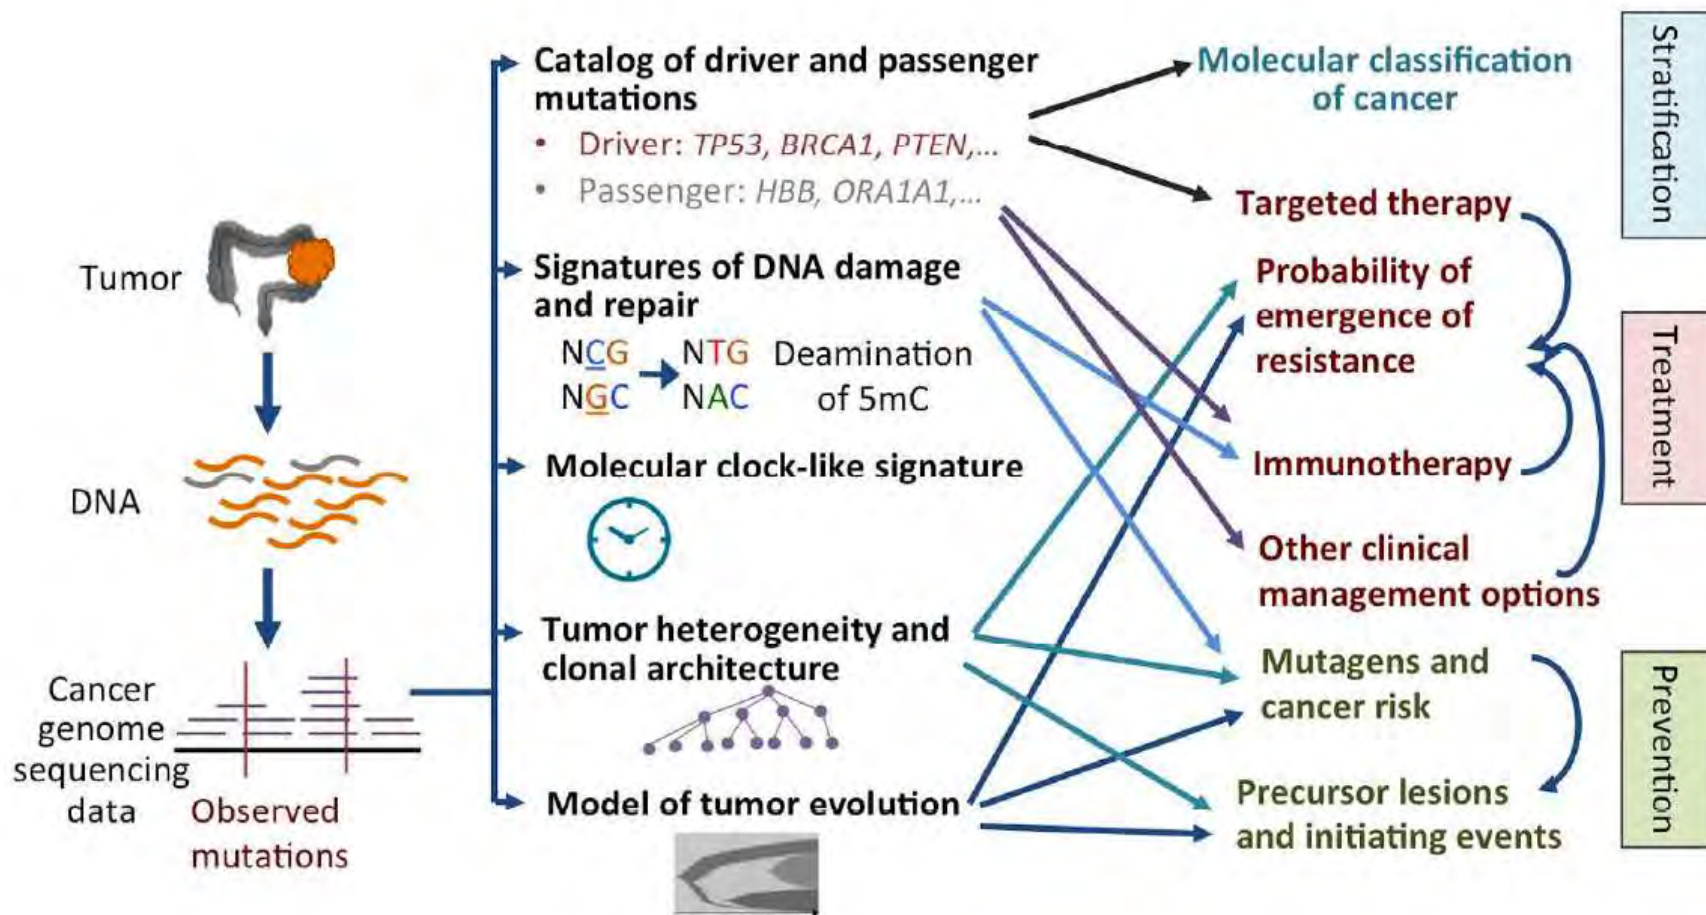 Catalog of driver and passenger
mutations
• Driver: TP53, BRCA1, PTEN,...
• Passenger: HBB, ORA1A1,...
Signatures of DNA damage
and repair
NCG NTG Deamination
NGC NAC of 5mC
Molecular clock-like signature
Tumor heterogeneity and
clonal architecture
Model of tumor evolution
Tumor
DNA
Cancer
genome
sequencing
data
Observed
mutations
Molecular classification
of cancer
Targeted therapy
Probability of
emergence of
resistance
Immunotherapy
Other clinical
management options
Mutagens and
cancer risk
Precursor lesions
and initiating events
Stratification
Treatment
Prevention